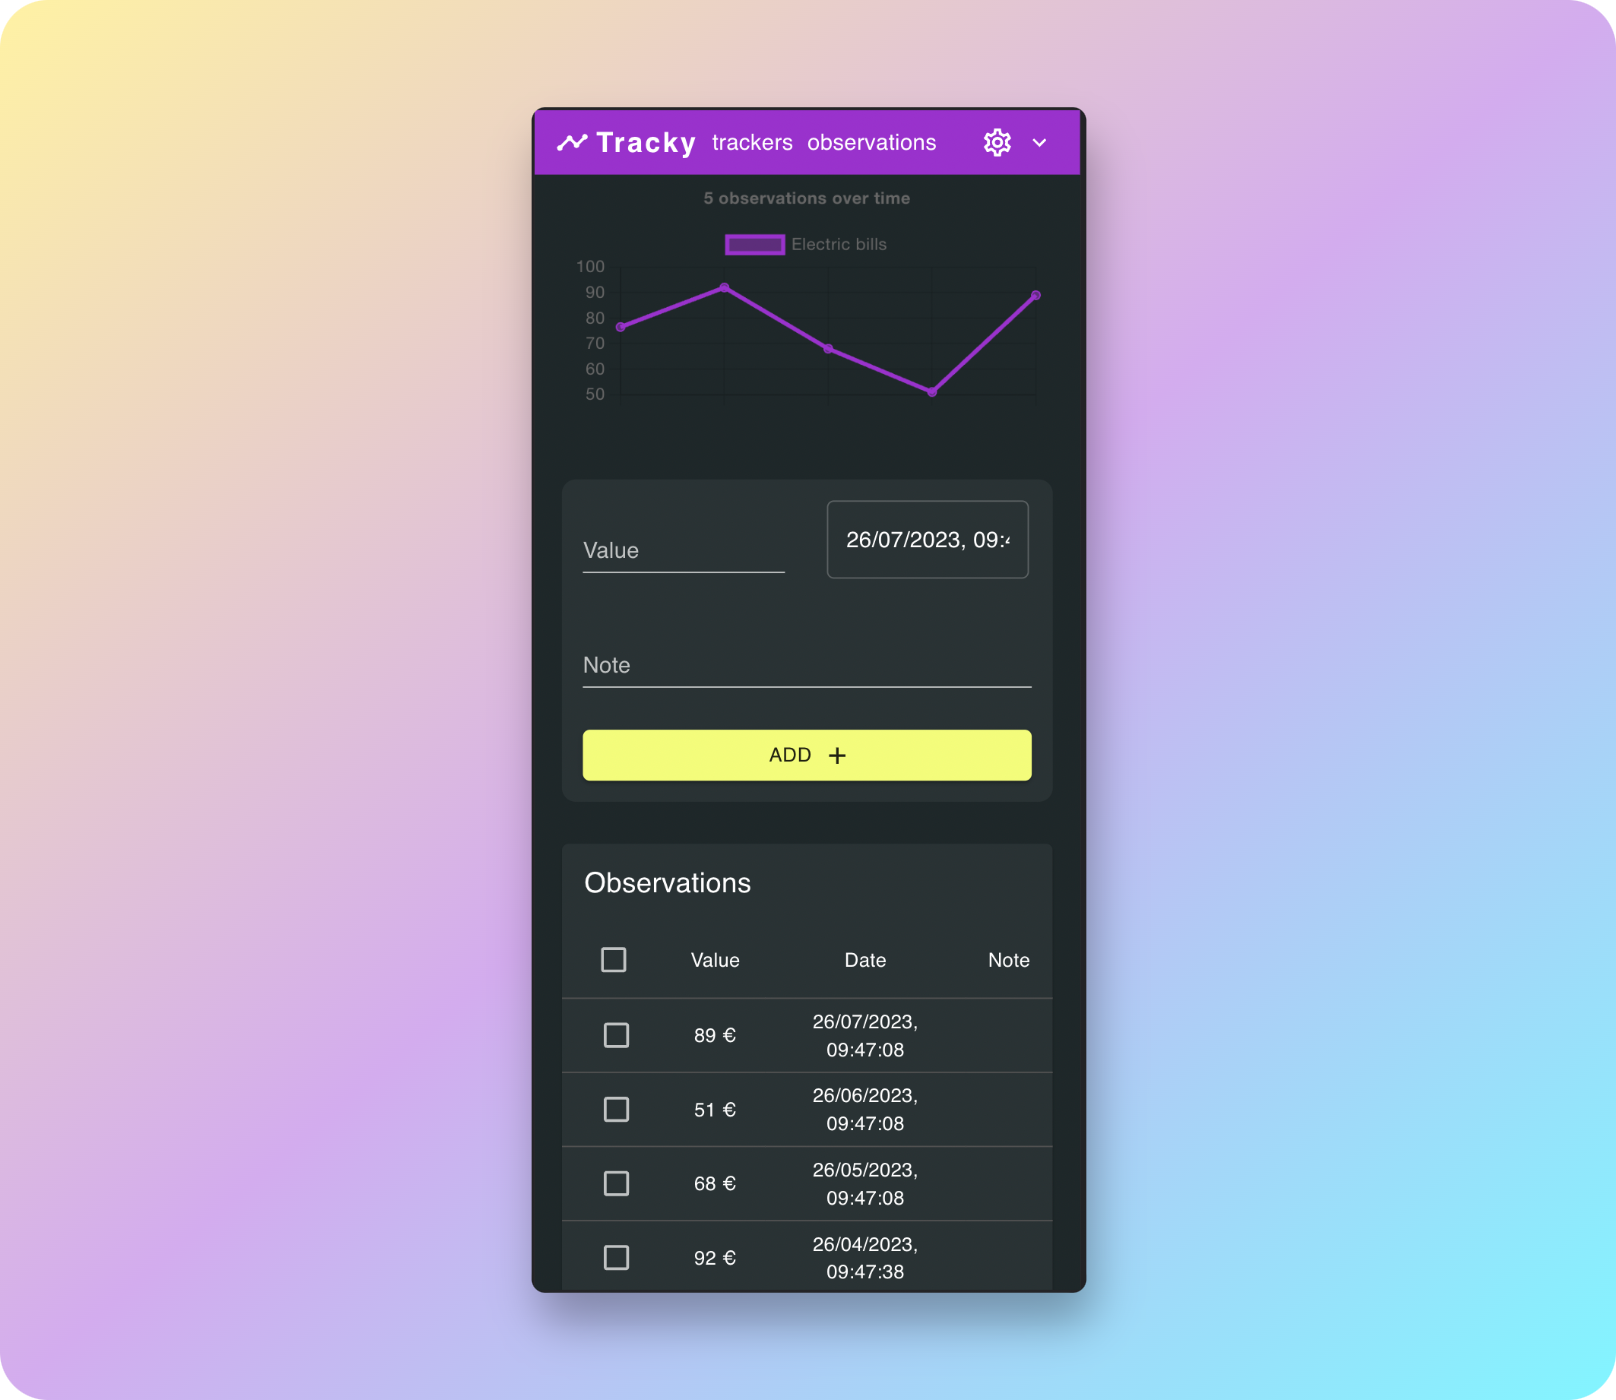 Tracky trackers observations
5 observations over time
Electric bills
100
90
80
70
60
50
Value
26/07/2023, 09:
Note
ADD +
Observations
Value Date Note
89 € 26/07/2023,
09:47:08
51 € 26/06/2023,
09:47:08
68 € 26/05/2023,
09:47:08
92 € 26/04/2023,
09:47:38